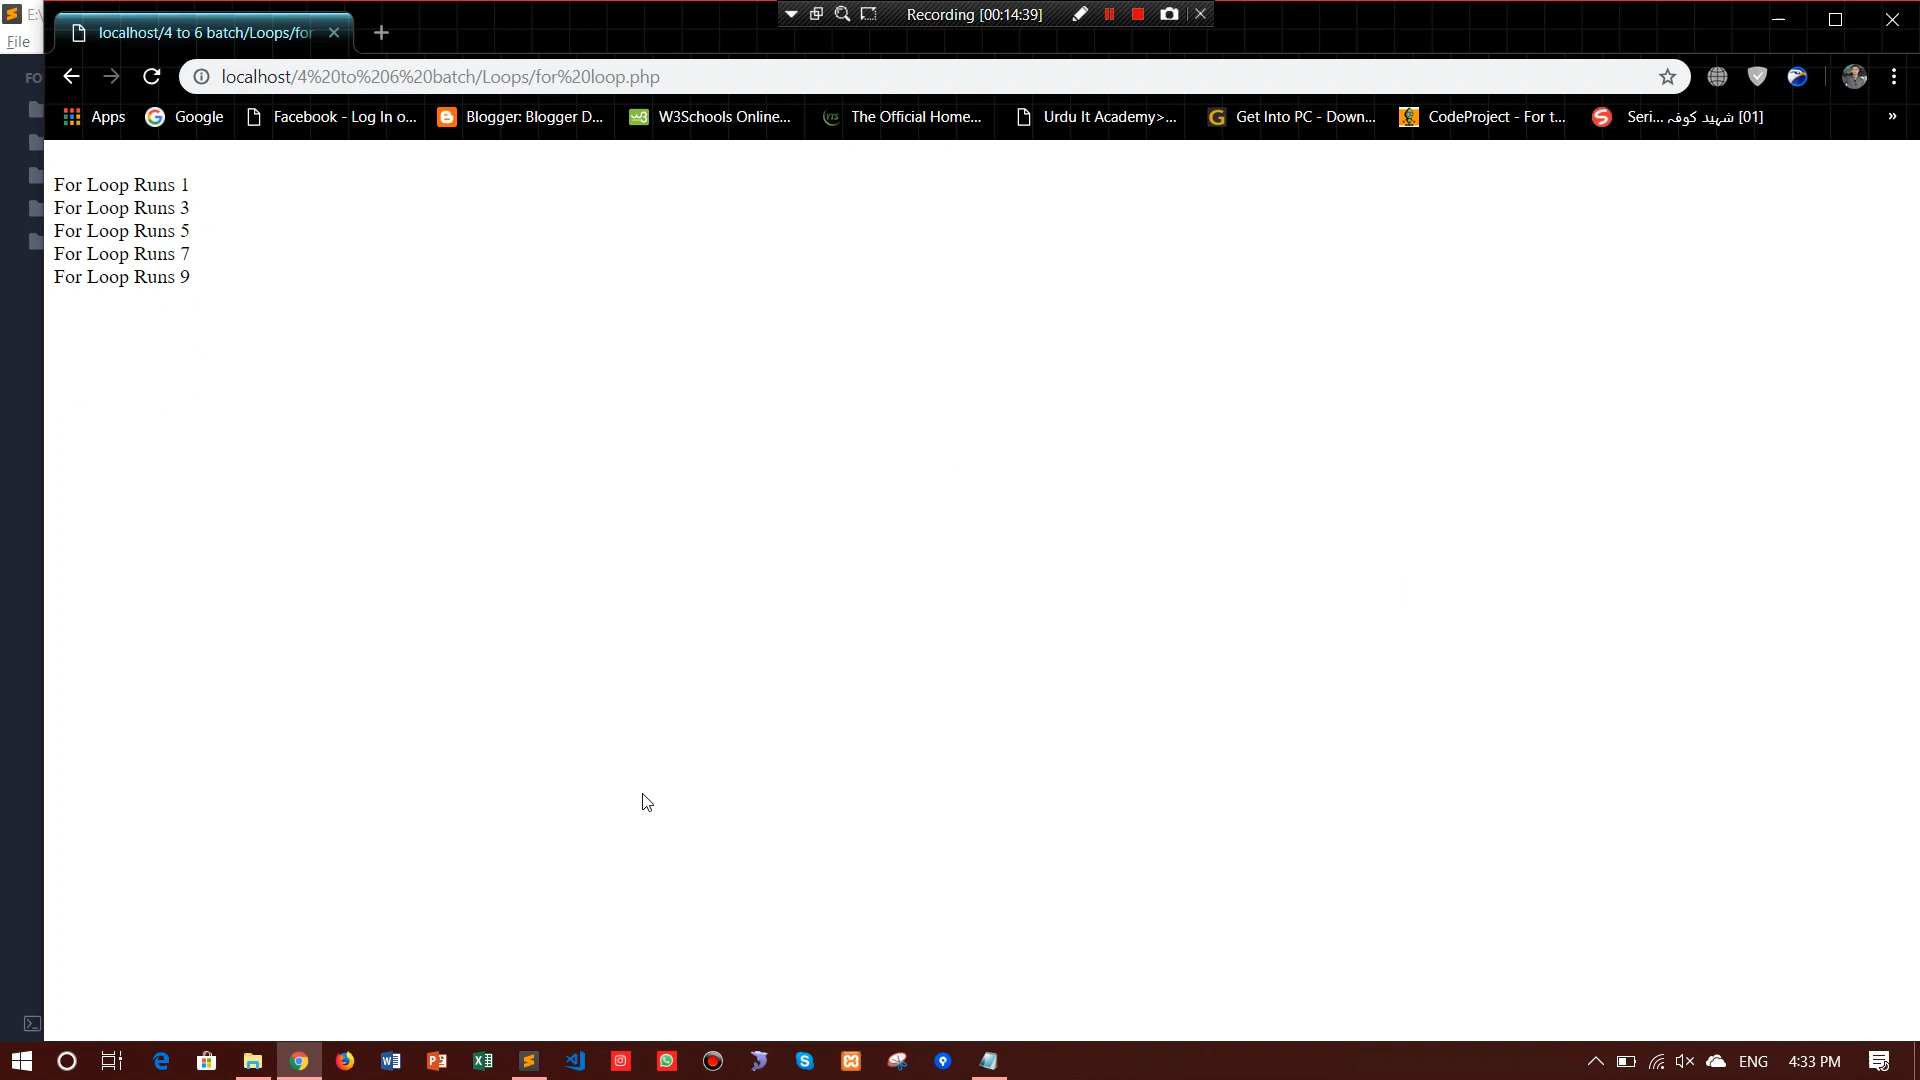 E:\
Recording [00:14:39]
localhost/4 to 6 batch/Loops/for
File
localhost/4%20to%206%20batch/Loops/for%20loop.php
FO
Apps
Google
Facebook - Log In o...
Blogger: Blogger D...
W3Schools Online...
The Official Home...
Urdu It Academy>...
Get Into PC - Down...
CodeProject - For t...
Seri... شہید کوفہ [01]
»
For Loop Runs 1
For Loop Runs 3
For Loop Runs 5
For Loop Runs 7
For Loop Runs 9
ENG
4:33 PM